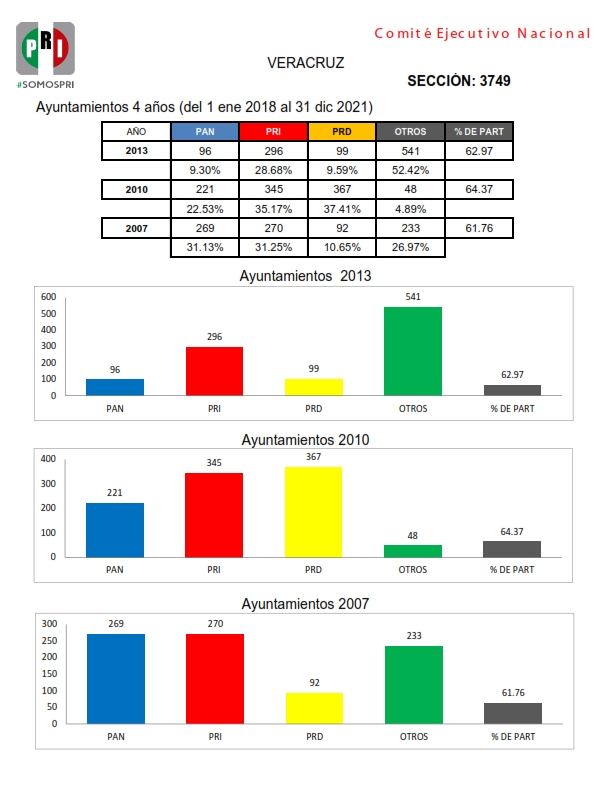 Comité Ejecutivo Nacional
PRI
#SOMOSPRI
VERACRUZ
SECCIÓN: 3749
Ayuntamientos 4 años (del 1 ene 2018 al 31 dic 2021)
AÑO PAN PRI PRD OTROS % DE PART
2013 96 296 99 541 62.97
9.30% 28.68% 9.59% 52.42%
2010 221 345 367 48 64.37
22.53% 35.17% 37.41% 4.89%
2007 269 270 92 233 61.76
31.13% 31.25% 10.65% 26.97%
Ayuntamientos 2013
600
500
400
300
200
100
0
96 296 99 541 62.97
PAN PRI PRD OTROS % DE PART
Ayuntamientos 2010
400
300
200
100
0
221 345 367 48 64.37
PAN PRI PRD OTROS % DE PART
Ayuntamientos 2007
300
250
200
150
100
50
0
269 270 92 233 61.76
PAN PRI PRD OTROS % DE PART